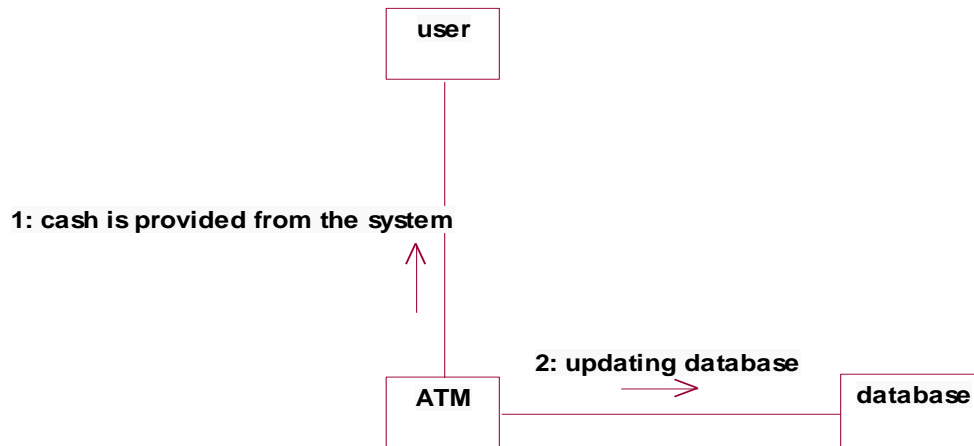 user
1: cash is provided from the system
2: updating database
ATM
database